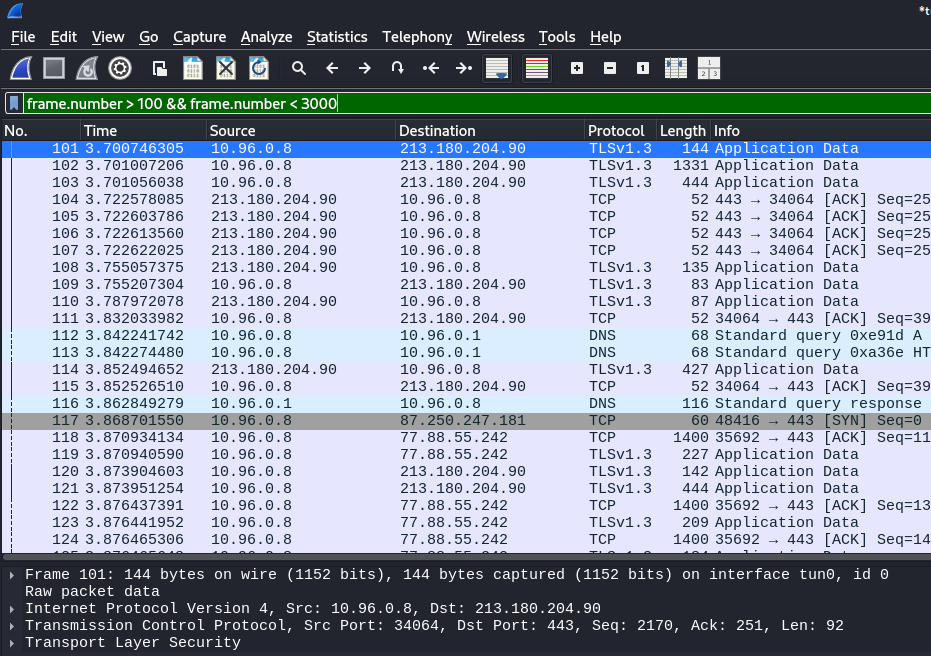 *t
File Edit View Go Capture Analyze Statistics Telephony Wireless Tools Help
frame.number > 100 && frame.number < 3000
No. Time Source Destination Protocol Length Info
101 3.700746305 10.96.0.8 213.180.204.90 TLSv1.3 144 Application Data
102 3.701007206 10.96.0.8 213.180.204.90 TLSv1.3 1331 Application Data
103 3.701056038 10.96.0.8 213.180.204.90 TLSv1.3 444 Application Data
104 3.722578085 213.180.204.90 10.96.0.8 TCP 52 443 → 34064 [ACK] Seq=25
105 3.722603786 213.180.204.90 10.96.0.8 TCP 52 443 → 34064 [ACK] Seq=25
106 3.722613560 213.180.204.90 10.96.0.8 TCP 52 443 → 34064 [ACK] Seq=25
107 3.722622025 213.180.204.90 10.96.0.8 TCP 52 443 → 34064 [ACK] Seq=25
108 3.755057375 213.180.204.90 10.96.0.8 TLSv1.3 135 Application Data
109 3.755207304 10.96.0.8 213.180.204.90 TLSv1.3 83 Application Data
110 3.787972078 213.180.204.90 10.96.0.8 TLSv1.3 87 Application Data
111 3.832033982 10.96.0.8 213.180.204.90 TCP 52 34064 → 443 [ACK] Seq=39
112 3.842241742 10.96.0.8 10.96.0.1 DNS 68 Standard query 0xe91d A
113 3.842274480 10.96.0.8 10.96.0.1 DNS 68 Standard query 0xa36e HT
114 3.852494652 213.180.204.90 10.96.0.8 TLSv1.3 427 Application Data
115 3.852526510 10.96.0.8 213.180.204.90 TCP 52 34064 → 443 [ACK] Seq=39
116 3.862849279 10.96.0.1 10.96.0.8 DNS 116 Standard query response
117 3.868701550 10.96.0.8 87.250.247.181 TCP 60 48416 → 443 [SYN] Seq=0
118 3.870934134 10.96.0.8 77.88.55.242 TCP 1400 35692 → 443 [ACK] Seq=11
119 3.870940590 10.96.0.8 77.88.55.242 TLSv1.3 227 Application Data
120 3.873904603 10.96.0.8 213.180.204.90 TLSv1.3 142 Application Data
121 3.873951254 10.96.0.8 213.180.204.90 TLSv1.3 444 Application Data
122 3.876437391 10.96.0.8 77.88.55.242 TCP 1400 35692 → 443 [ACK] Seq=13
123 3.876441952 10.96.0.8 77.88.55.242 TLSv1.3 209 Application Data
124 3.876465306 10.96.0.8 77.88.55.242 TCP 1400 35692 → 443 [ACK] Seq=14
Frame 101: 144 bytes on wire (1152 bits), 144 bytes captured (1152 bits) on interface tun0, id 0
Raw packet data
Internet Protocol Version 4, Src: 10.96.0.8, Dst: 213.180.204.90
Transmission Control Protocol, Src Port: 34064, Dst Port: 443, Seq: 2170, Ack: 251, Len: 92
Transport Layer Security